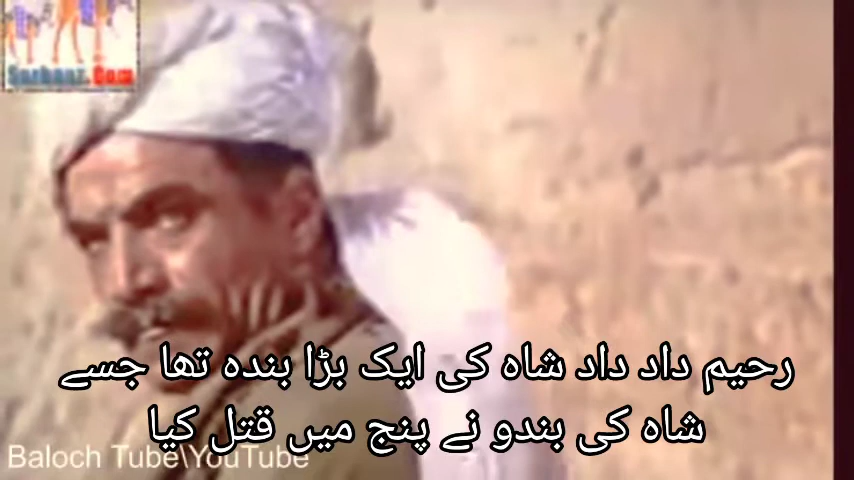 Sarbaaz.Com
رحیم داد داد شاہ کی ایک بڑا بندہ تھا جسے
شاہ کی بندو نے پنج میں قتل کیا
Baloch Tube\YouTube